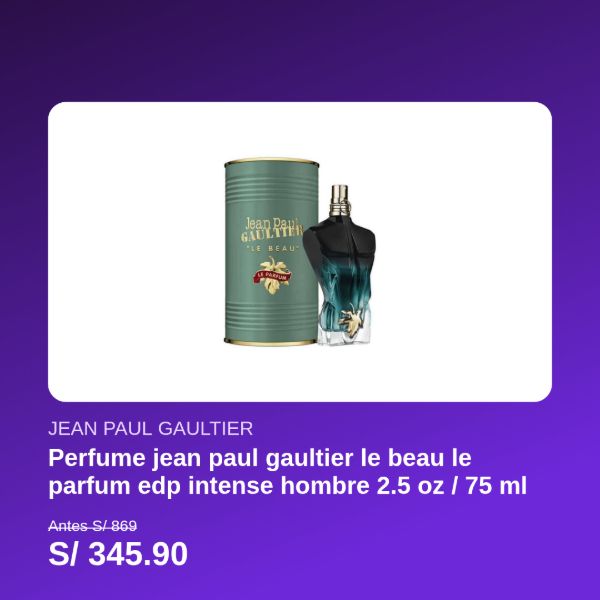 Jean Paul
GAULTIER
"LE BEAU"
LE PARFUM
JEAN PAUL GAULTIER
Perfume jean paul gaultier le beau le
parfum edp intense hombre 2.5 oz / 75 ml
Antes S/ 869
S/ 345.90